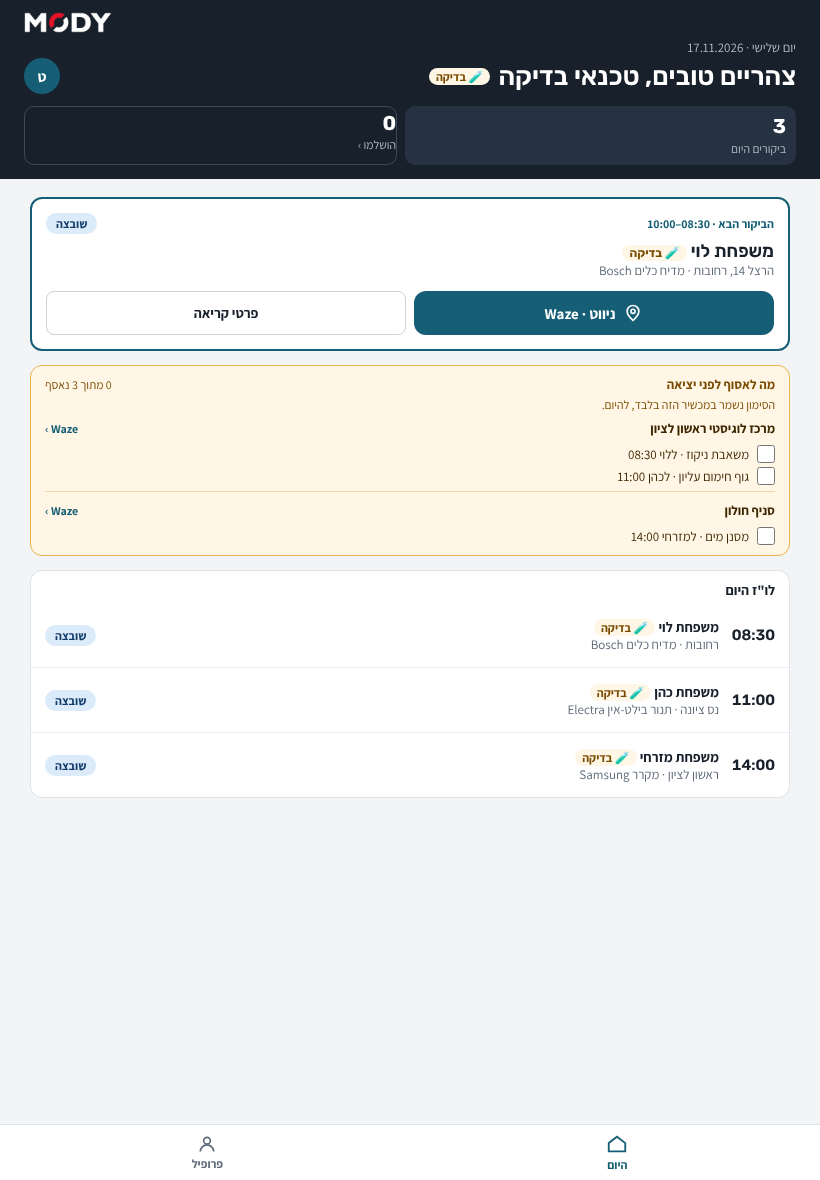 MODY
יום שלישי · 17.11.2026
צהריים טובים, טכנאי בדיקה 🧪 בדיקה
ט
3
ביקורים היום
0
הושלמו ›
הביקור הבא · 08:30–10:00
שובצה
משפחת לוי 🧪 בדיקה
הרצל 14, רחובות · מדיח כלים Bosch
ניווט · Waze
פרטי קריאה
מה לאסוף לפני יציאה
0 מתוך 3 נאסף
הסימון נשמר במכשיר הזה בלבד, להיום.
מרכז לוגיסטי ראשון לציון
Waze ›
משאבת ניקוז · ללוי 08:30
גוף חימום עליון · לכהן 11:00
סניף חולון
Waze ›
מסנן מים · למזרחי 14:00
לו"ז היום
08:30
משפחת לוי 🧪 בדיקה
רחובות · מדיח כלים Bosch
שובצה
11:00
משפחת כהן 🧪 בדיקה
נס ציונה · תנור בילט-אין Electra
שובצה
14:00
משפחת מזרחי 🧪 בדיקה
ראשון לציון · מקרר Samsung
שובצה
היום
פרופיל